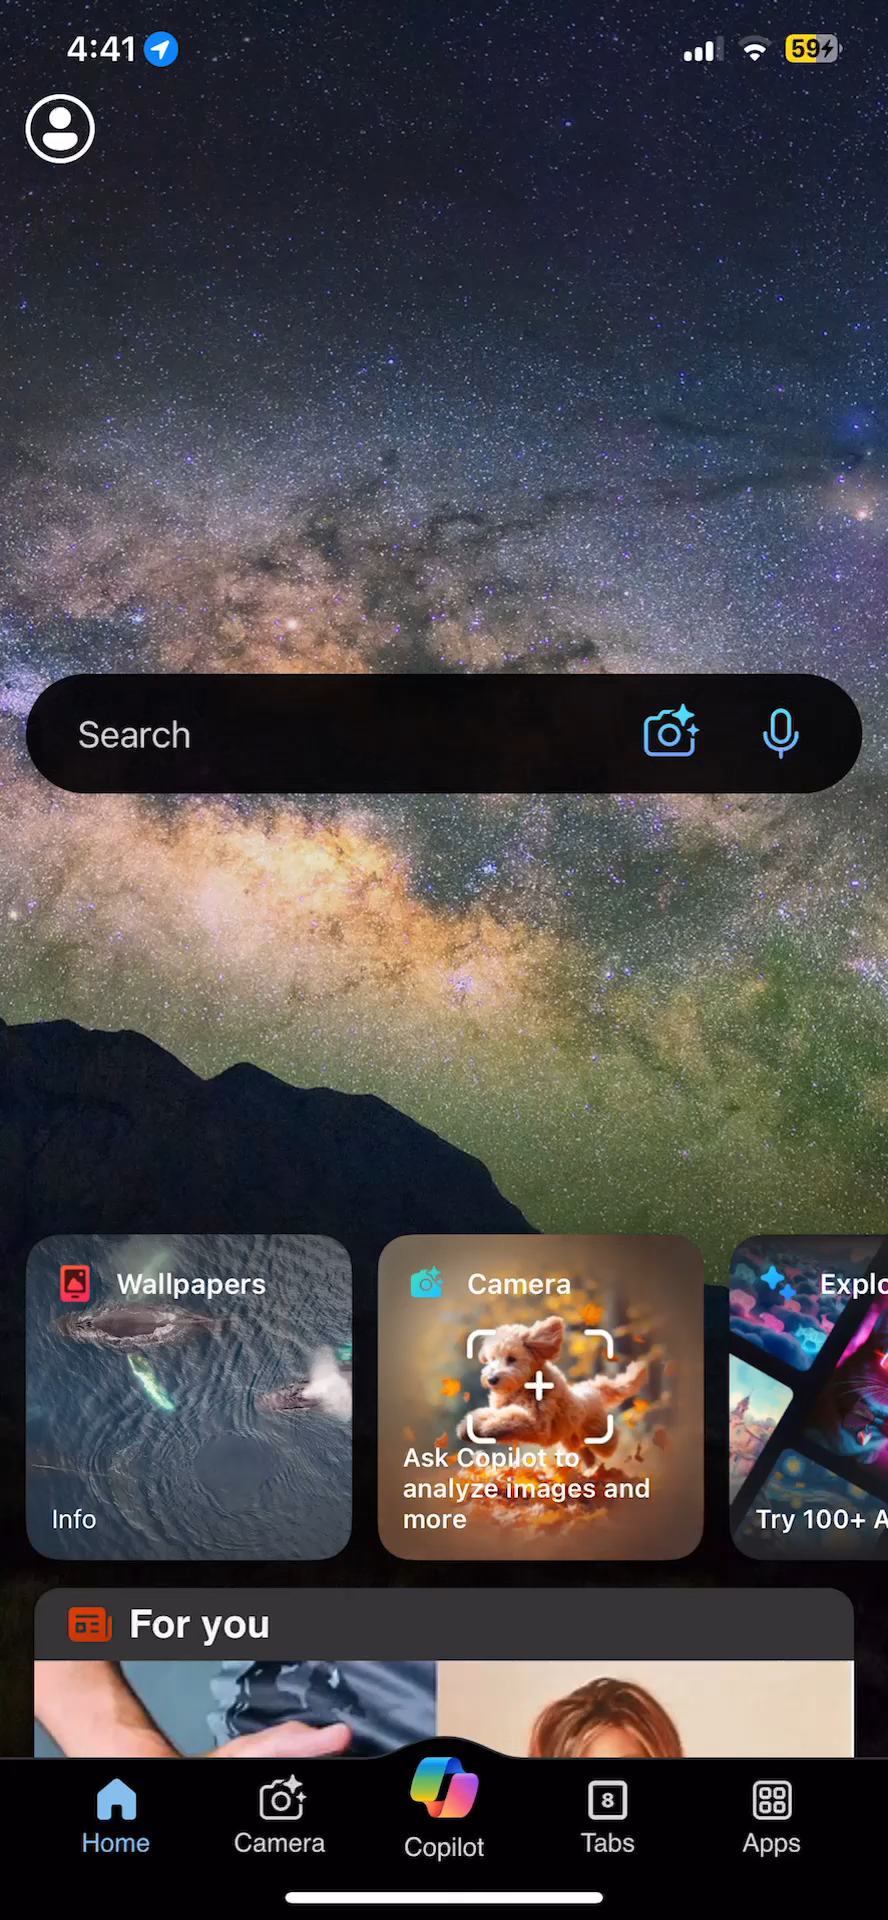 4:41
59
Search
Wallpapers
Info
Camera
Ask Copilot to
analyze images and
more
Explo
Try 100+ A
For you
Home
Camera
Copilot
8
Tabs
Apps